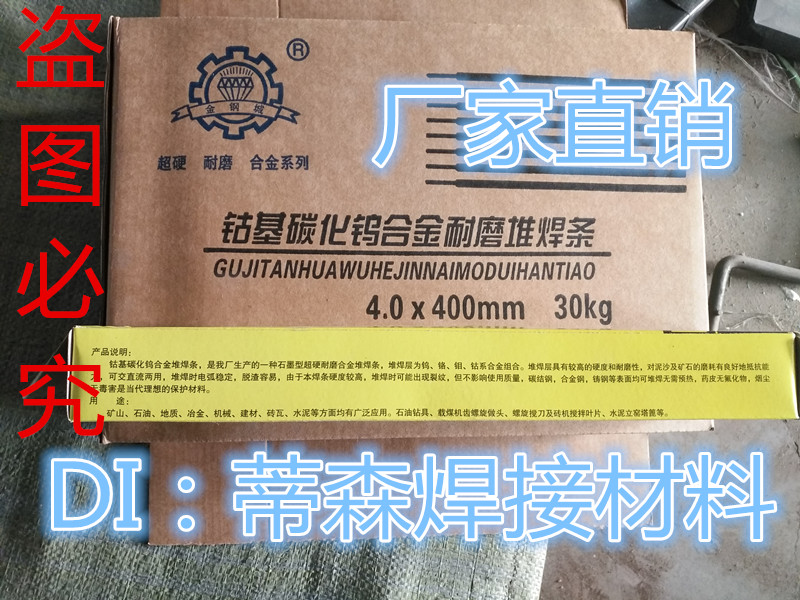 盗图必究
金钢城
®
超硬 耐磨 合金系列
厂家直销
钴基碳化钨合金耐磨堆焊条
GUJITANHUAWUHEJINNAIMODUIHANTIAO
4.0 x 400mm 30kg
产品说明:
钴基碳化钨合金堆焊条,是我厂生产的一种石墨型超硬耐磨合金堆焊条,堆焊层为钨、铬、钼、钴系合金组合。堆焊层具有较高的硬度和耐磨性,对泥沙及矿石的磨耗有良好地抵抗能
力,可交直流两用,堆焊时电弧稳定,脱渣容易,由于本焊条硬度较高,堆焊时可能出现裂纹,但不影响使用质量,碳结钢,合金钢,铸钢等表面均可堆焊无需预热,药皮无氟化物,烟尘
无毒害是当代理想的保护材料。
用 途:
矿山、石油、地质、冶金、机械、建材、砖瓦、水泥等方面均有广泛应用。石油钻具、载煤机齿螺旋做头、螺旋搅刀及砖机搅拌叶片、水泥立窑塔蓖等。
DI:蒂森焊接材料